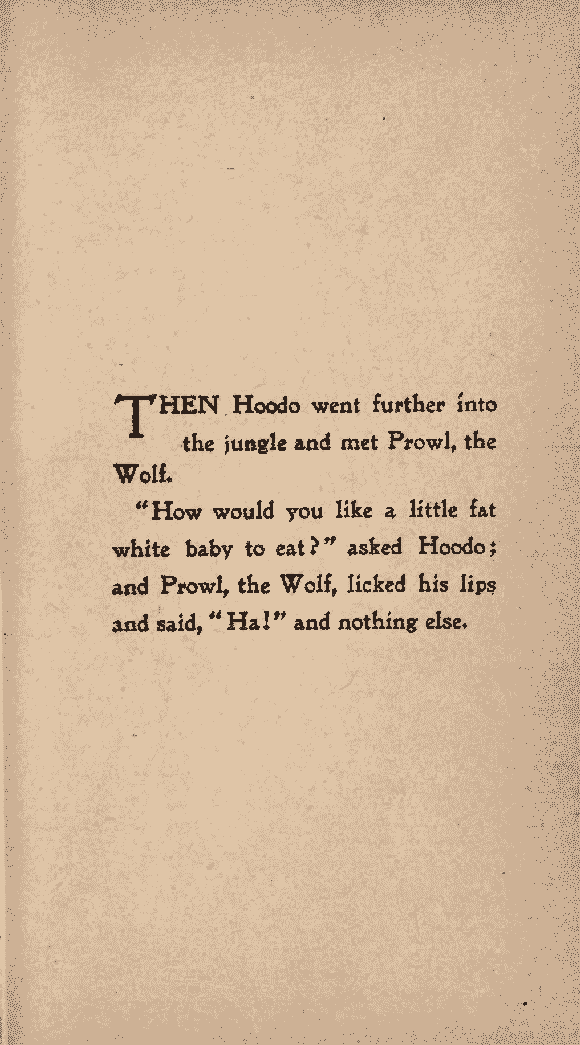 THEN Hoodo went further into
the jungle and met Prowl, the
Wolf.
"How would you like a little fat
white baby to eat?" asked Hoodo;
and Prowl, the Wolf, licked his lips
and said, "Ha!" and nothing else.